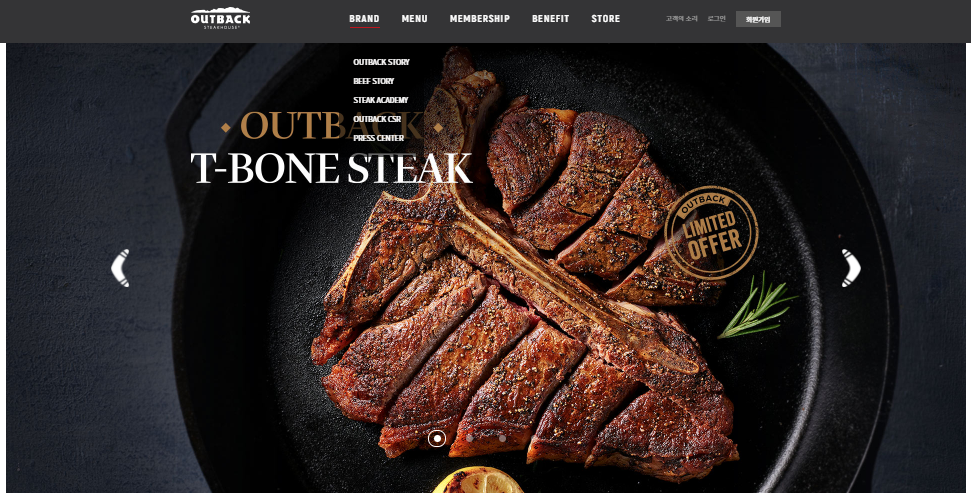 OUTBACK
STEAKHOUSE
BRAND
MENU
MEMBERSHIP
BENEFIT
STORE
고객의 소리
로그인
회원가입
OUTBACK STORY
BEEF STORY
STEAK ACADEMY
OUTBACK CSR
PRESS CENTER
OUTBACK
T-BONE STEAK
OUTBACK
LIMITED
OFFER